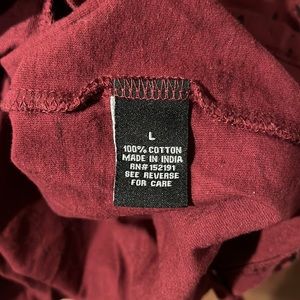 L
100% COTTON
MADE IN INDIA
RN# 152191
SEE REVERSE
FOR CARE